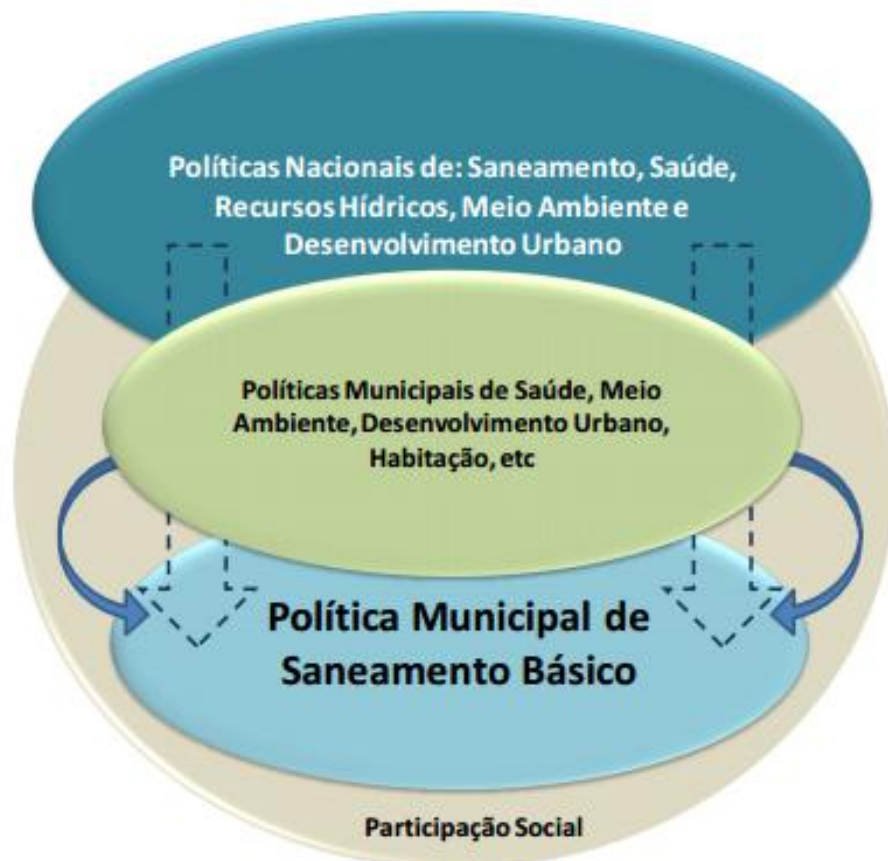 Políticas Nacionais de: Saneamento, Saúde,
Recursos Hídricos, Meio Ambiente e
Desenvolvimento Urbano
Políticas Municipais de Saúde, Meio
Ambiente, Desenvolvimento Urbano,
Habitação, etc
Política Municipal de
Saneamento Básico
Participação Social